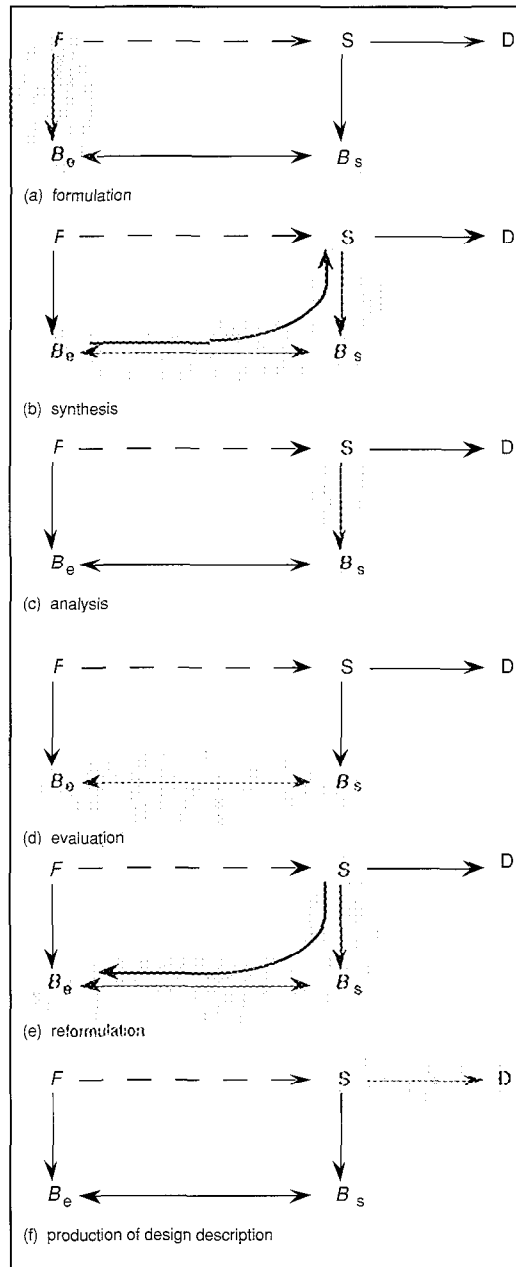 F S D
Be Bs
(a) formulation
F S D
Be Bs
(b) synthesis
F S D
Be Bs
(c) analysis
F S D
Be Bs
(d) evaluation
F S D
Be Bs
(e) reformulation
F S D
Be Bs
(f) production of design description